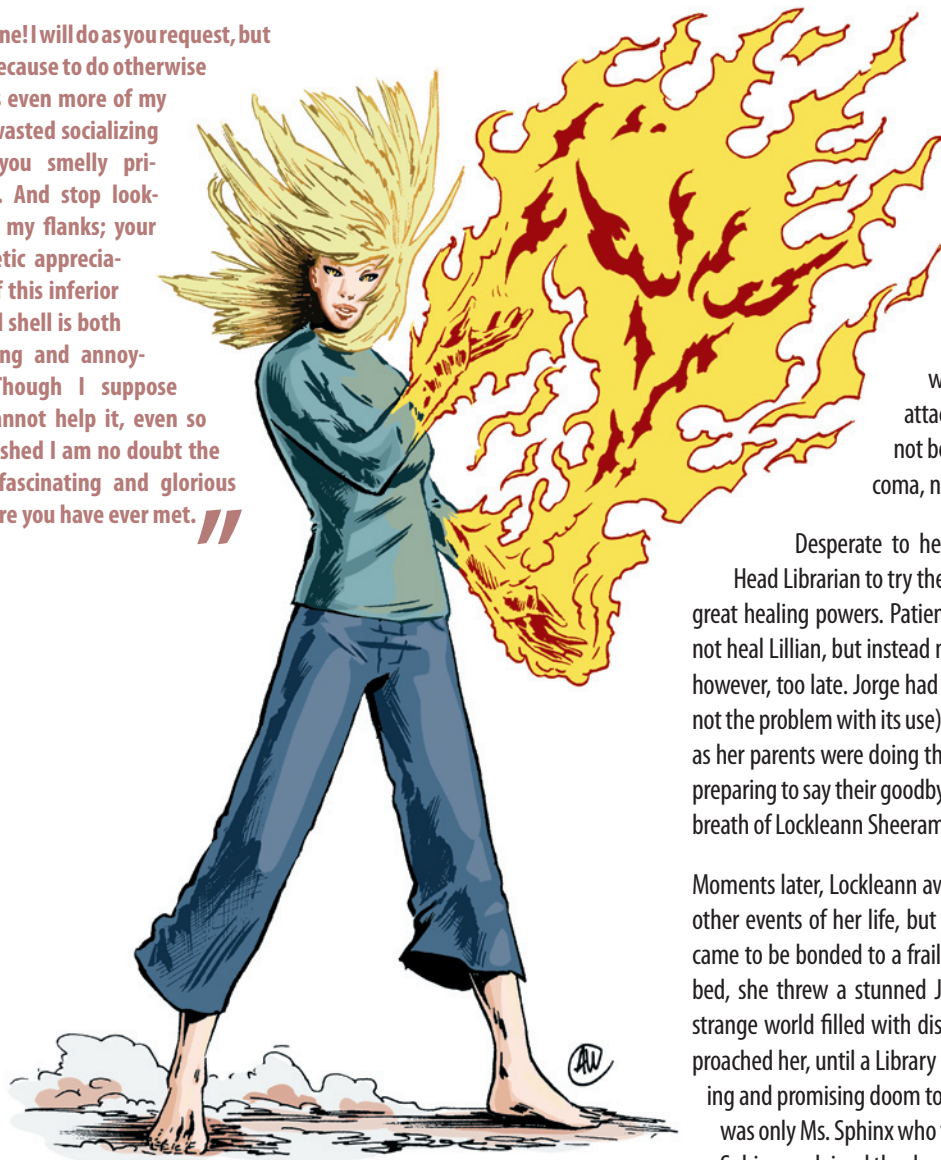 ne! I will do as you request, but
ecause to do otherwise
s even more of my
wasted socializing
you smelly pri-
. And stop look-
my flanks; your
etic apprecia-
f this inferior
l shell is both
ng and annoy-
Though I suppose
annot help it, even so
shed I am no doubt the
fascinating and glorious
re you have ever met.”
w
attac
not be
coma, n
Desperate to he
Head Librarian to try the
great healing powers. Patien
not heal Lillian, but instead r
however, too late. Jorge had
not the problem with its use)
as her parents were doing th
preparing to say their goodby
breath of Lockleann Sheeram
Moments later, Lockleann av
other events of her life, but
came to be bonded to a frail
bed, she threw a stunned J
strange world filled with dis
proached her, until a Library
ing and promising doom to
was only Ms. Sphinx who
AW